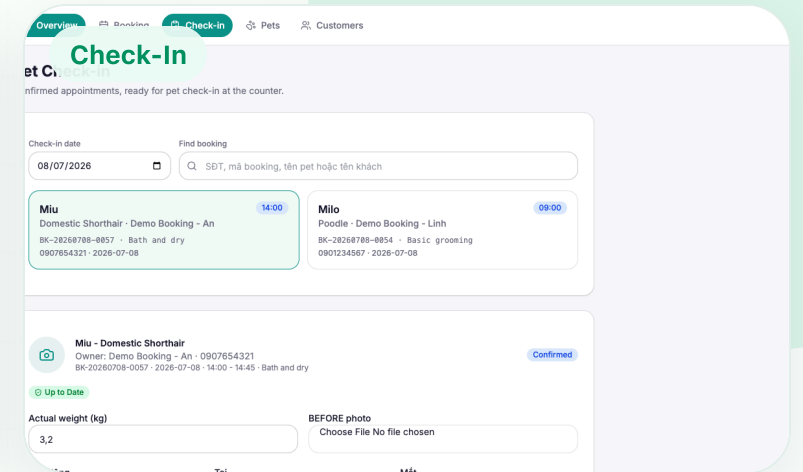 Overview Booking Check-in Pets Customers
Check-In
et Check-in
nfirmed appointments, ready for pet check-in at the counter.
Check-in date Find booking
08/07/2026 SĐT, mã booking, tên pet hoặc tên khách
Miu 14:00
Domestic Shorthair · Demo Booking - An
BK-20260708-0057 · Bath and dry
0907654321 · 2026-07-08
Milo 09:00
Poodle · Demo Booking - Linh
BK-20260708-0054 · Basic grooming
0901234567 · 2026-07-08
Miu - Domestic Shorthair
Owner: Demo Booking - An · 0907654321
BK-20260708-0057 · 2026-07-08 · 14:00 - 14:45 · Bath and dry
Confirmed
Up to Date
Actual weight (kg) BEFORE photo
3,2 Choose File No file chosen
Tai Mắt